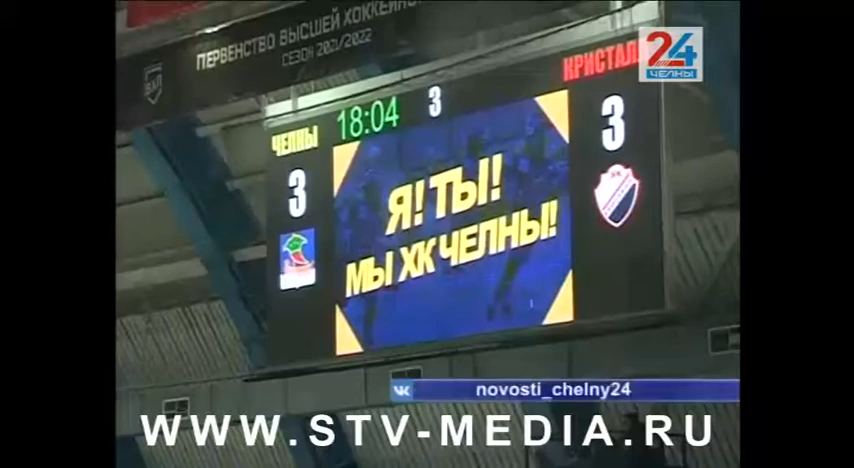 ПЕРВЕНСТВО ВЫСШЕЙ ХОККЕЙНОЙ
СЕЗОН 2021/2022
24
ЧЕЛНЫ
ЧЕЛНЫ
18:04
3
КРИСТАЛЛ
3
3
Я! ТЫ!
МЫ ХК ЧЕЛНЫ!
novosti_chelny24
WWW.STV-MEDIA.RU